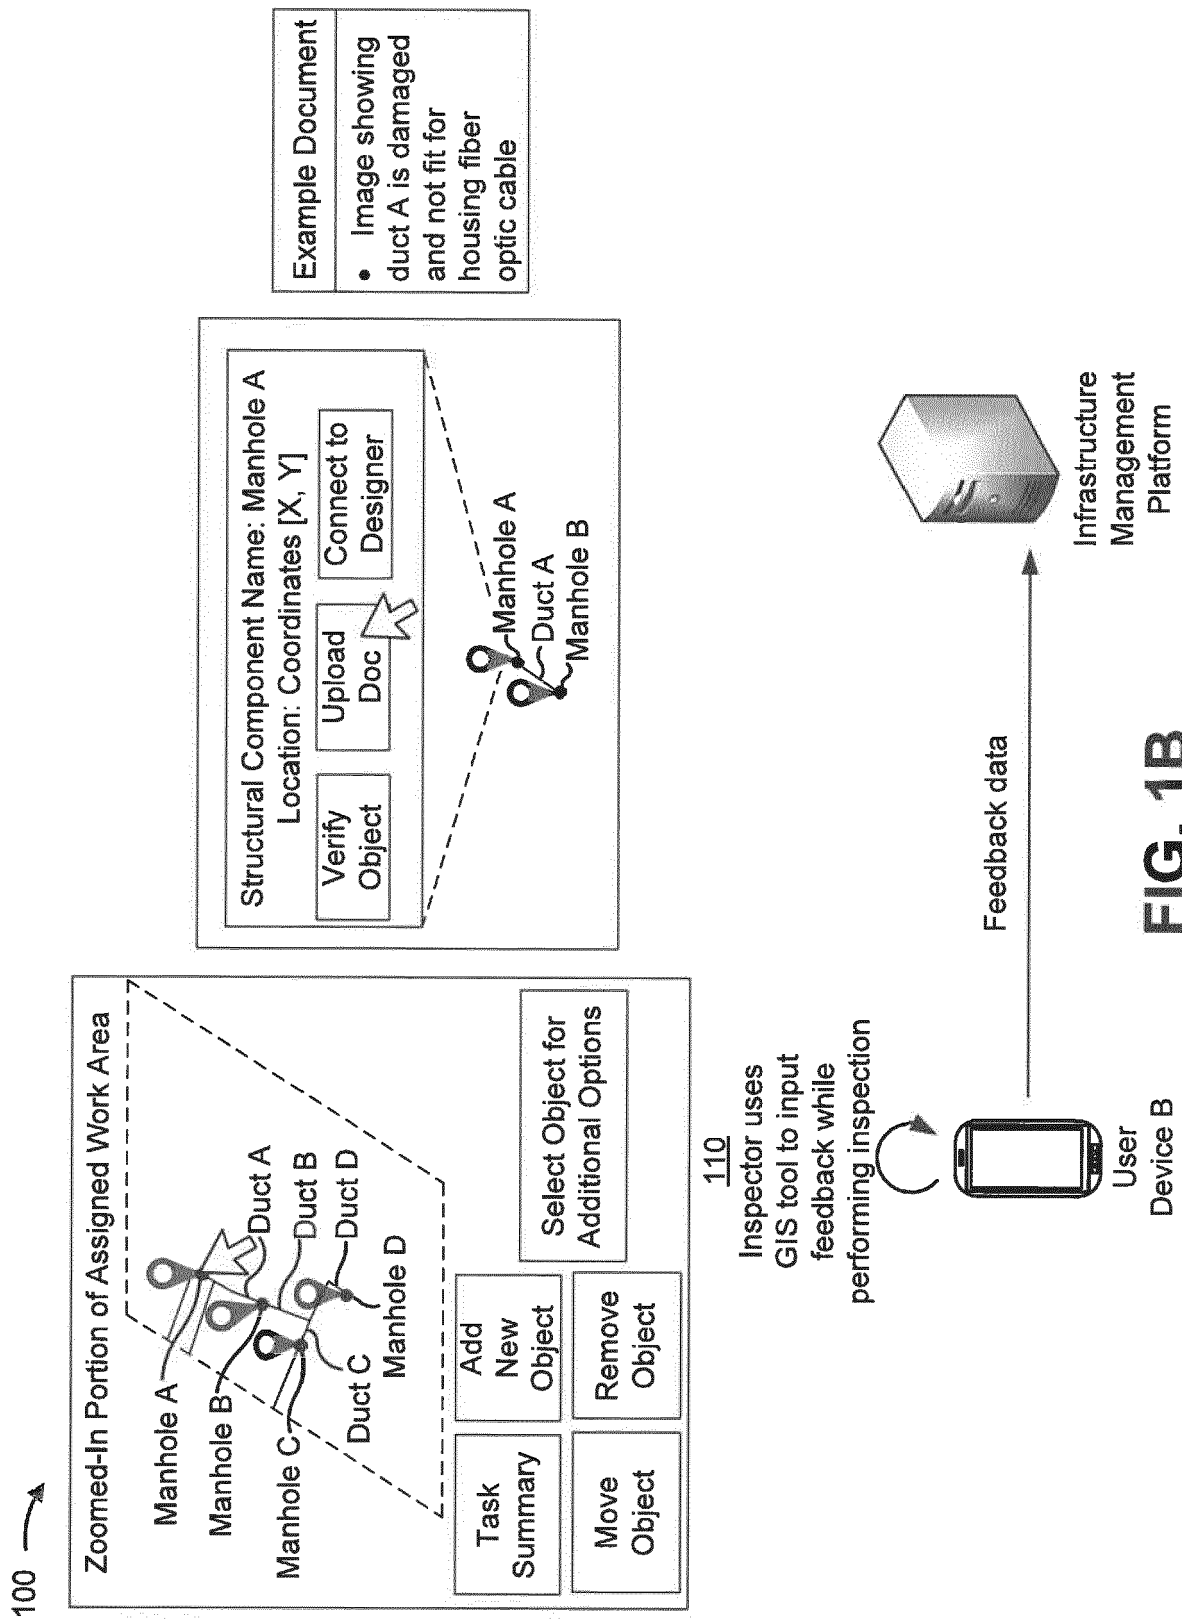 100
Zoomed-In Portion of Assigned Work Area
Manhole A
Manhole B
Manhole C
Duct A
Duct B
Duct D
Duct C
Manhole D
Task
Summary
Add
New
Object
Move
Object
Remove
Object
Select Object for
Additional Options
Structural Component Name: Manhole A
Location: Coordinates [X, Y]
Verify
Object
Upload
Doc
Connect to
Designer
Manhole A
Duct A
Manhole B
Example Document
• Image showing
duct A is damaged
and not fit for
housing fiber
optic cable
110
Inspector uses
GIS tool to input
feedback while
performing inspection
User
Device B
Feedback data
Infrastructure
Management
Platform
FIG. 1B